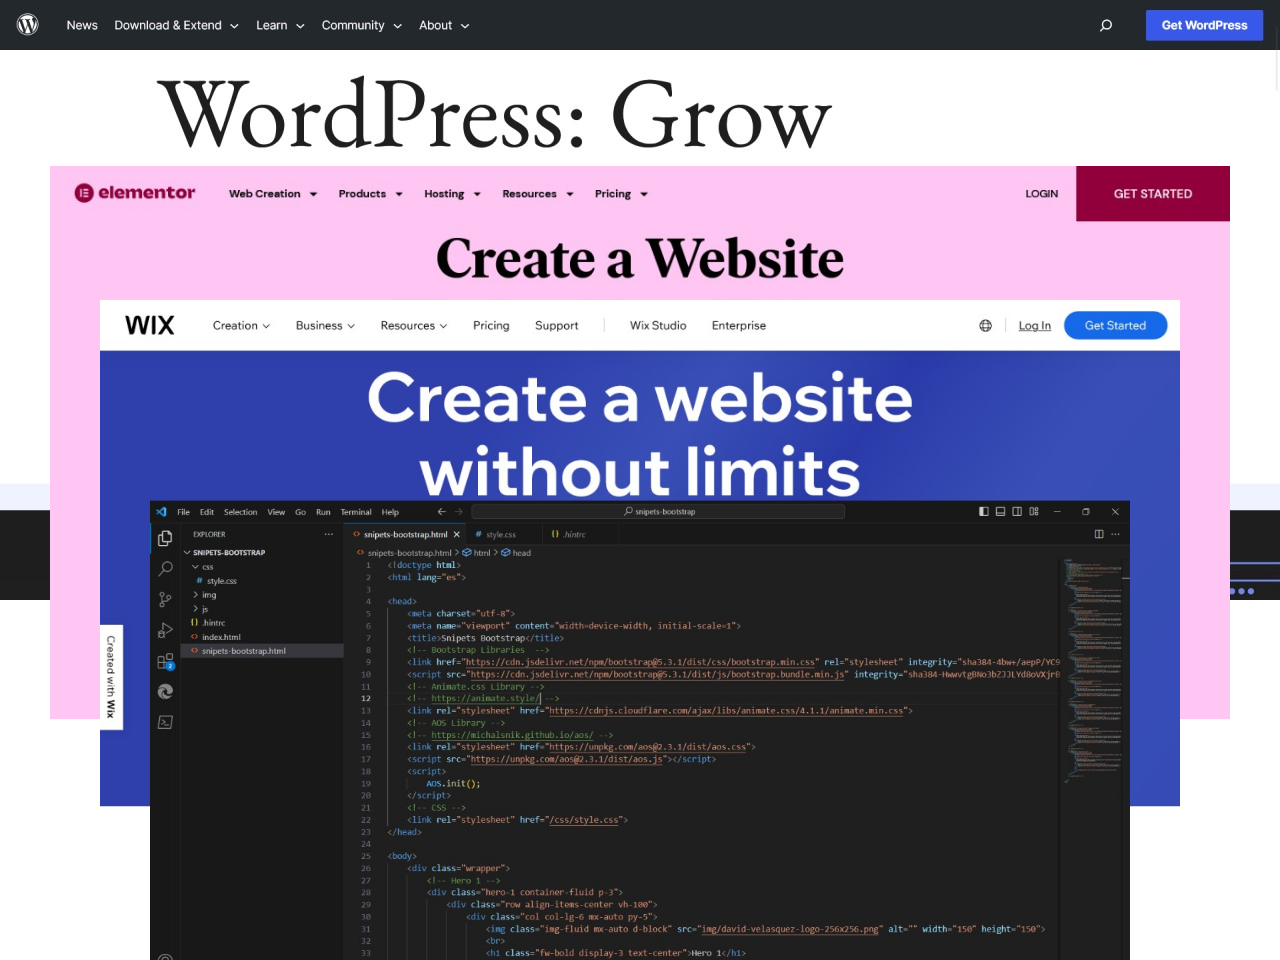 News Download & Extend Learn Community About Get WordPress
WordPress: Grow
elementor Web Creation Products Hosting Resources Pricing LOGIN GET STARTED
Create a Website
WIX Creation Business Resources Pricing Support Wix Studio Enterprise Log In Get Started
Create a website
without limits
Created with Wix
File Edit Selection View Go Run Terminal Help snipets-bootstrap
EXPLORER
SNIPETS-BOOTSTRAP
css
style.css
img
js
.hintrc
index.html
snipets-bootstrap.html
2
snipets-bootstrap.html style.css .hintrc
snipets-bootstrap.html > html > head
1 <!doctype html>
2 <html lang="es">
3
4 <head>
5 <meta charset="utf-8">
6 <meta name="viewport" content="width=device-width, initial-scale=1">
7 <title>Snipets Bootstrap</title>
8 <!-- Bootstrap Libraries -->
9 <link href="https://cdn.jsdelivr.net/npm/bootstrap@5.3.1/dist/css/bootstrap.min.css" rel="stylesheet" integrity="sha384-4bw+/aepP/YC9
10 <script src="https://cdn.jsdelivr.net/npm/bootstrap@5.3.1/dist/js/bootstrap.bundle.min.js" integrity="sha384-HwwvtgBNo3bZJJLYd8oVXjrB
11 <!-- Animate.css Library -->
12 <!-- https://animate.style/ -->
13 <link rel="stylesheet" href="https://cdnjs.cloudflare.com/ajax/libs/animate.css/4.1.1/animate.min.css">
14 <!-- AOS Library -->
15 <!-- https://michalsnik.github.io/aos/ -->
16 <link rel="stylesheet" href="https://unpkg.com/aos@2.3.1/dist/aos.css">
17 <script src="https://unpkg.com/aos@2.3.1/dist/aos.js"></script>
18 <script>
19 AOS.init();
20 </script>
21 <!-- CSS -->
22 <link rel="stylesheet" href="/css/style.css">
23 </head>
24
25 <body>
26 <div class="wrapper">
27 <!-- Hero 1 -->
28 <div class="hero-1 container-fluid p-3">
29 <div class="row align-items-center vh-100">
30 <div class="col col-lg-6 mx-auto py-5">
31 <img class="img-fluid mx-auto d-block" src="img/david-velasquez-logo-256x256.png" alt="" width="150" height="150">
32 <br>
33 <h1 class="fw-bold display-3 text-center">Hero 1</h1>